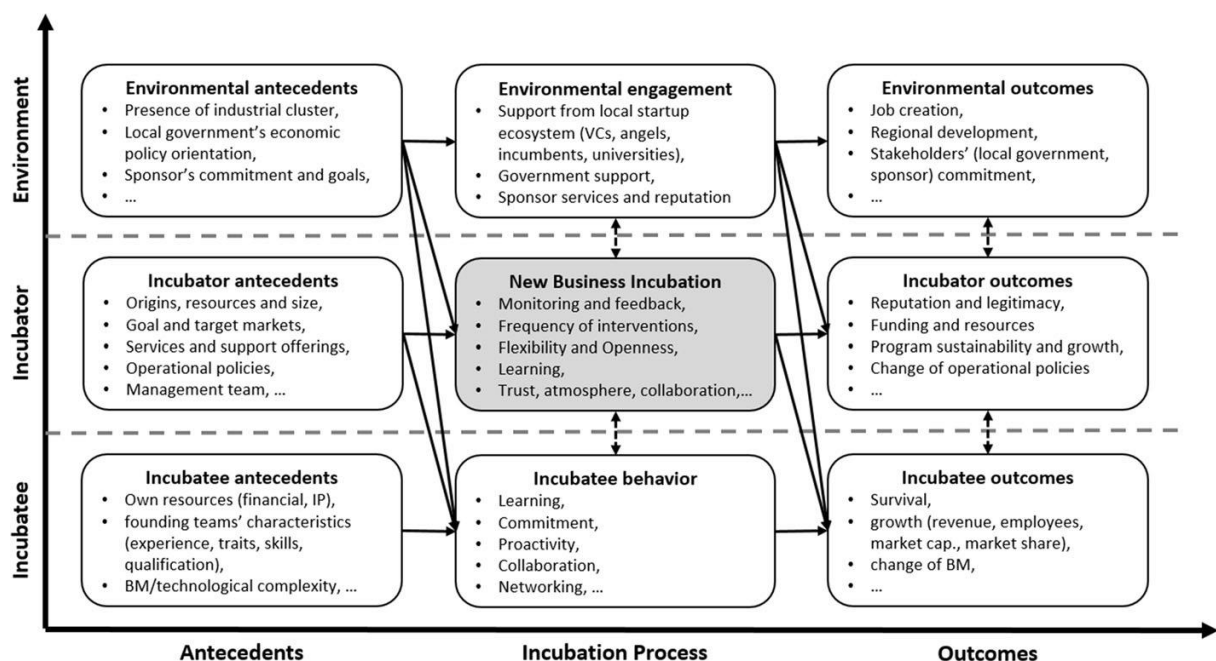 Environment
Environmental antecedents
• Presence of industrial cluster,
• Local government's economic
policy orientation,
• Sponsor's commitment and goals,
• ...
Environmental engagement
• Support from local startup
ecosystem (VCs, angels,
incumbents, universities),
• Government support,
• Sponsor services and reputation
Environmental outcomes
• Job creation,
• Regional development,
• Stakeholders' (local government,
sponsor) commitment,
• ...
Incubator
Incubator antecedents
• Origins, resources and size
• Goal and target markets,
• Services and support offerings,
• Operational policies,
• Management team, ...
New Business Incubation
• Monitoring and feedback,
• Frequency of interventions,
• Flexibility and Openness,
• Learning,
• Trust, atmosphere, collaboration,...
Incubator outcomes
• Reputation and legitimacy,
• Funding and resources
• Program sustainability and growth,
• Change of operational policies
• ...
Incubatee
Incubatee antecedents
• Own resources (financial, IP),
• founding teams' characteristics
(experience, traits, skills,
qualification),
• BM/technological complexity, ...
Incubatee behavior
• Learning,
• Commitment,
• Proactivity,
• Collaboration,
• Networking, ...
Incubatee outcomes
• Survival,
• growth (revenue, employees,
market cap., market share),
• change of BM,
• ...
Antecedents
Incubation Process
Outcomes